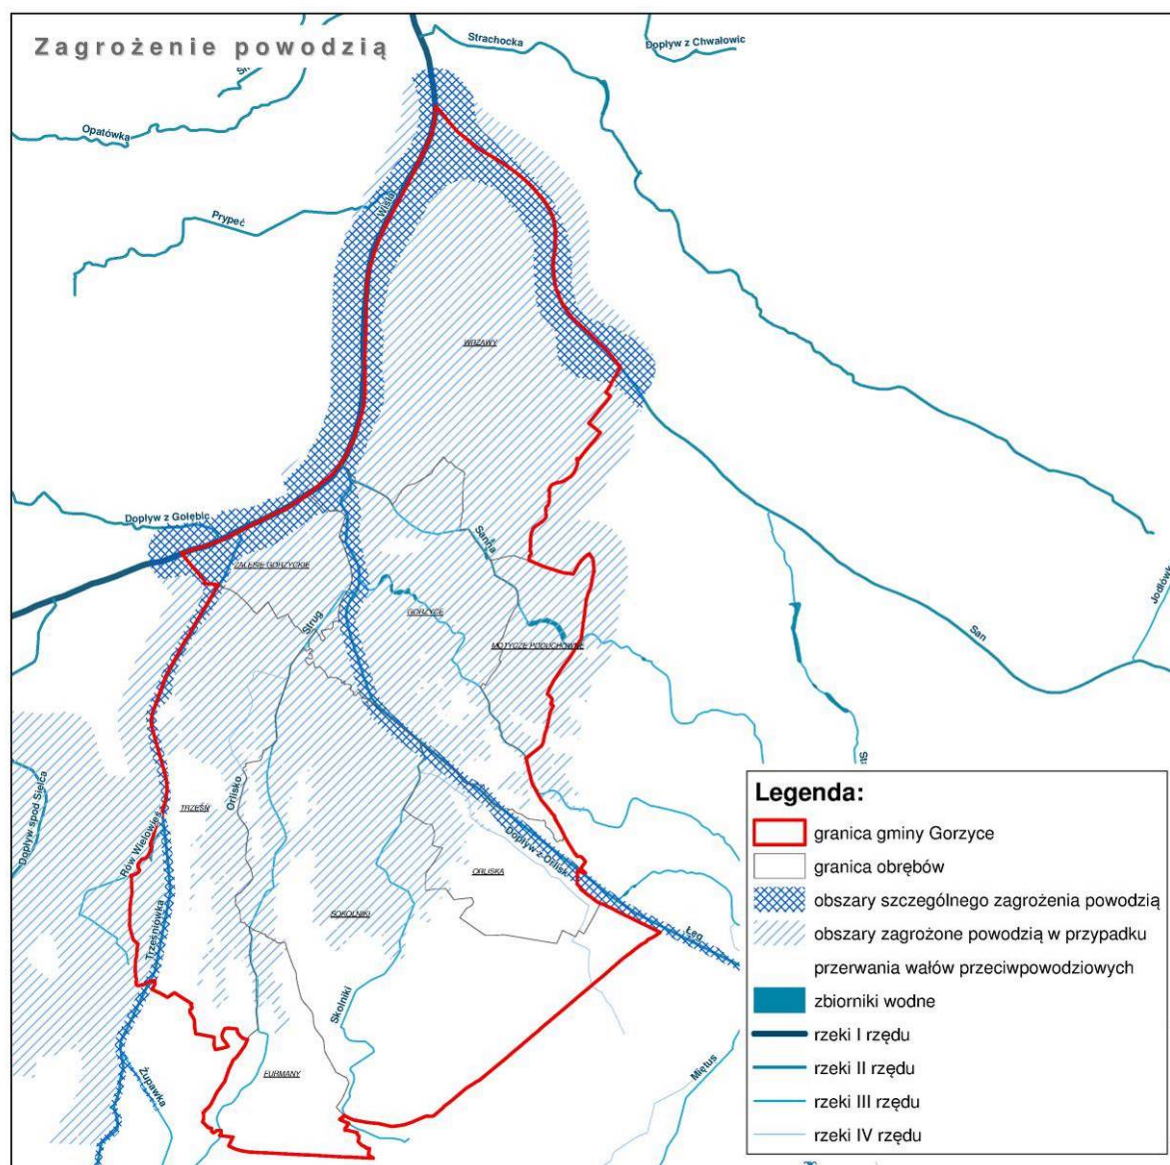 Zagrożenie powodzią
Strachocka
Dopływ z Chwałowic
Opatówka
Prypeć
Wisła
WRZAWY
Dopływ z Gołębic
Sanna
ZALESIE GORZYCKIE
Strug
GORZYCE
MOTYCZE PODUCHOWNE
San
Jodłówka
Dopływ spod Sielca
Orlisko
TRZEŚŃ
Rów Wielowieś
Dopływ z Orlisk
ORLISKA
SOKOLNIKI
Trześniówka
Łęg
Skolniki
Żupawka
FURMANY
Miętus
Legenda:
granica gminy Gorzyce
granica obrębów
obszary szczególnego zagrożenia powodzią
obszary zagrożone powodzią w przypadku
przerwania wałów przeciwpowodziowych
zbiorniki wodne
rzeki I rzędu
rzeki II rzędu
rzeki III rzędu
rzeki IV rzędu